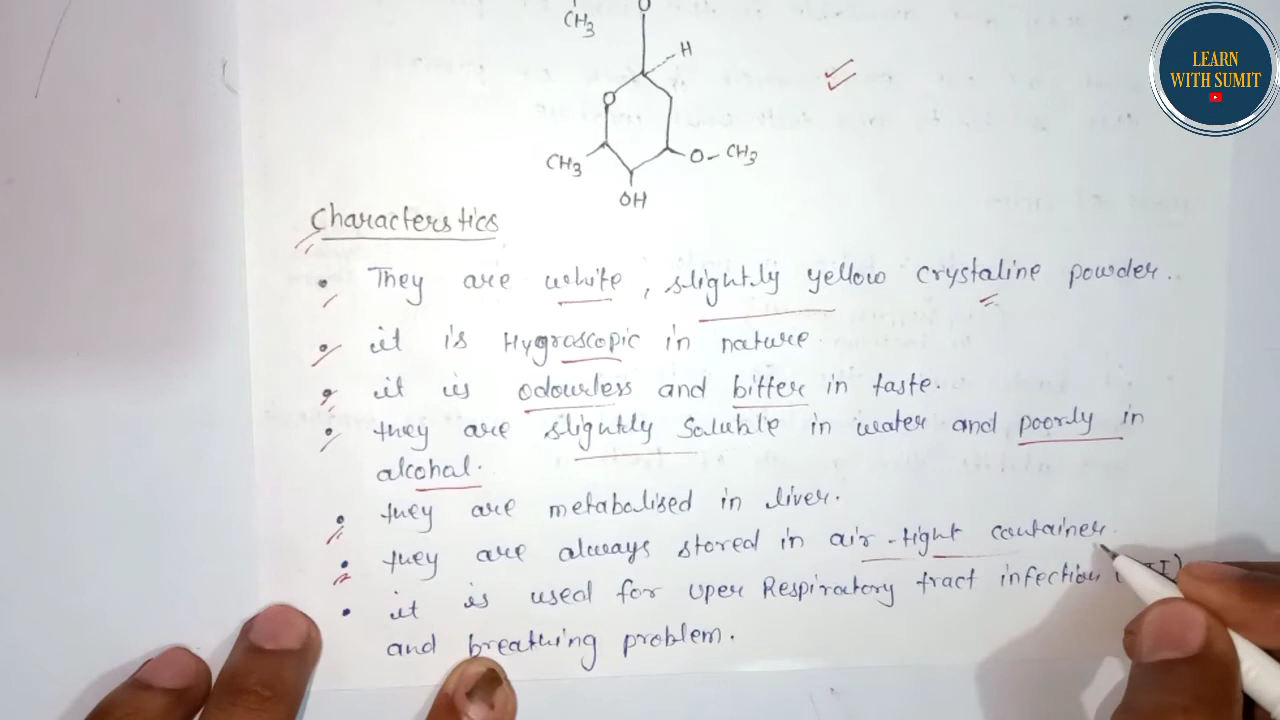 CH3
O
H
O
CH3
O-CH3
OH
LEARN
WITH SUMIT
Characterstics
• They are white, slightly yellow crystaline powder.
• it is Hygroscopic in nature
• it is odourless and bitter in taste.
• they are slightly soluble in water and poorly in
alcohal.
• they are metabolised in liver.
• they are always stored in air-tight container.
• it is used for uper Respiratory tract infection
and breathing problem.